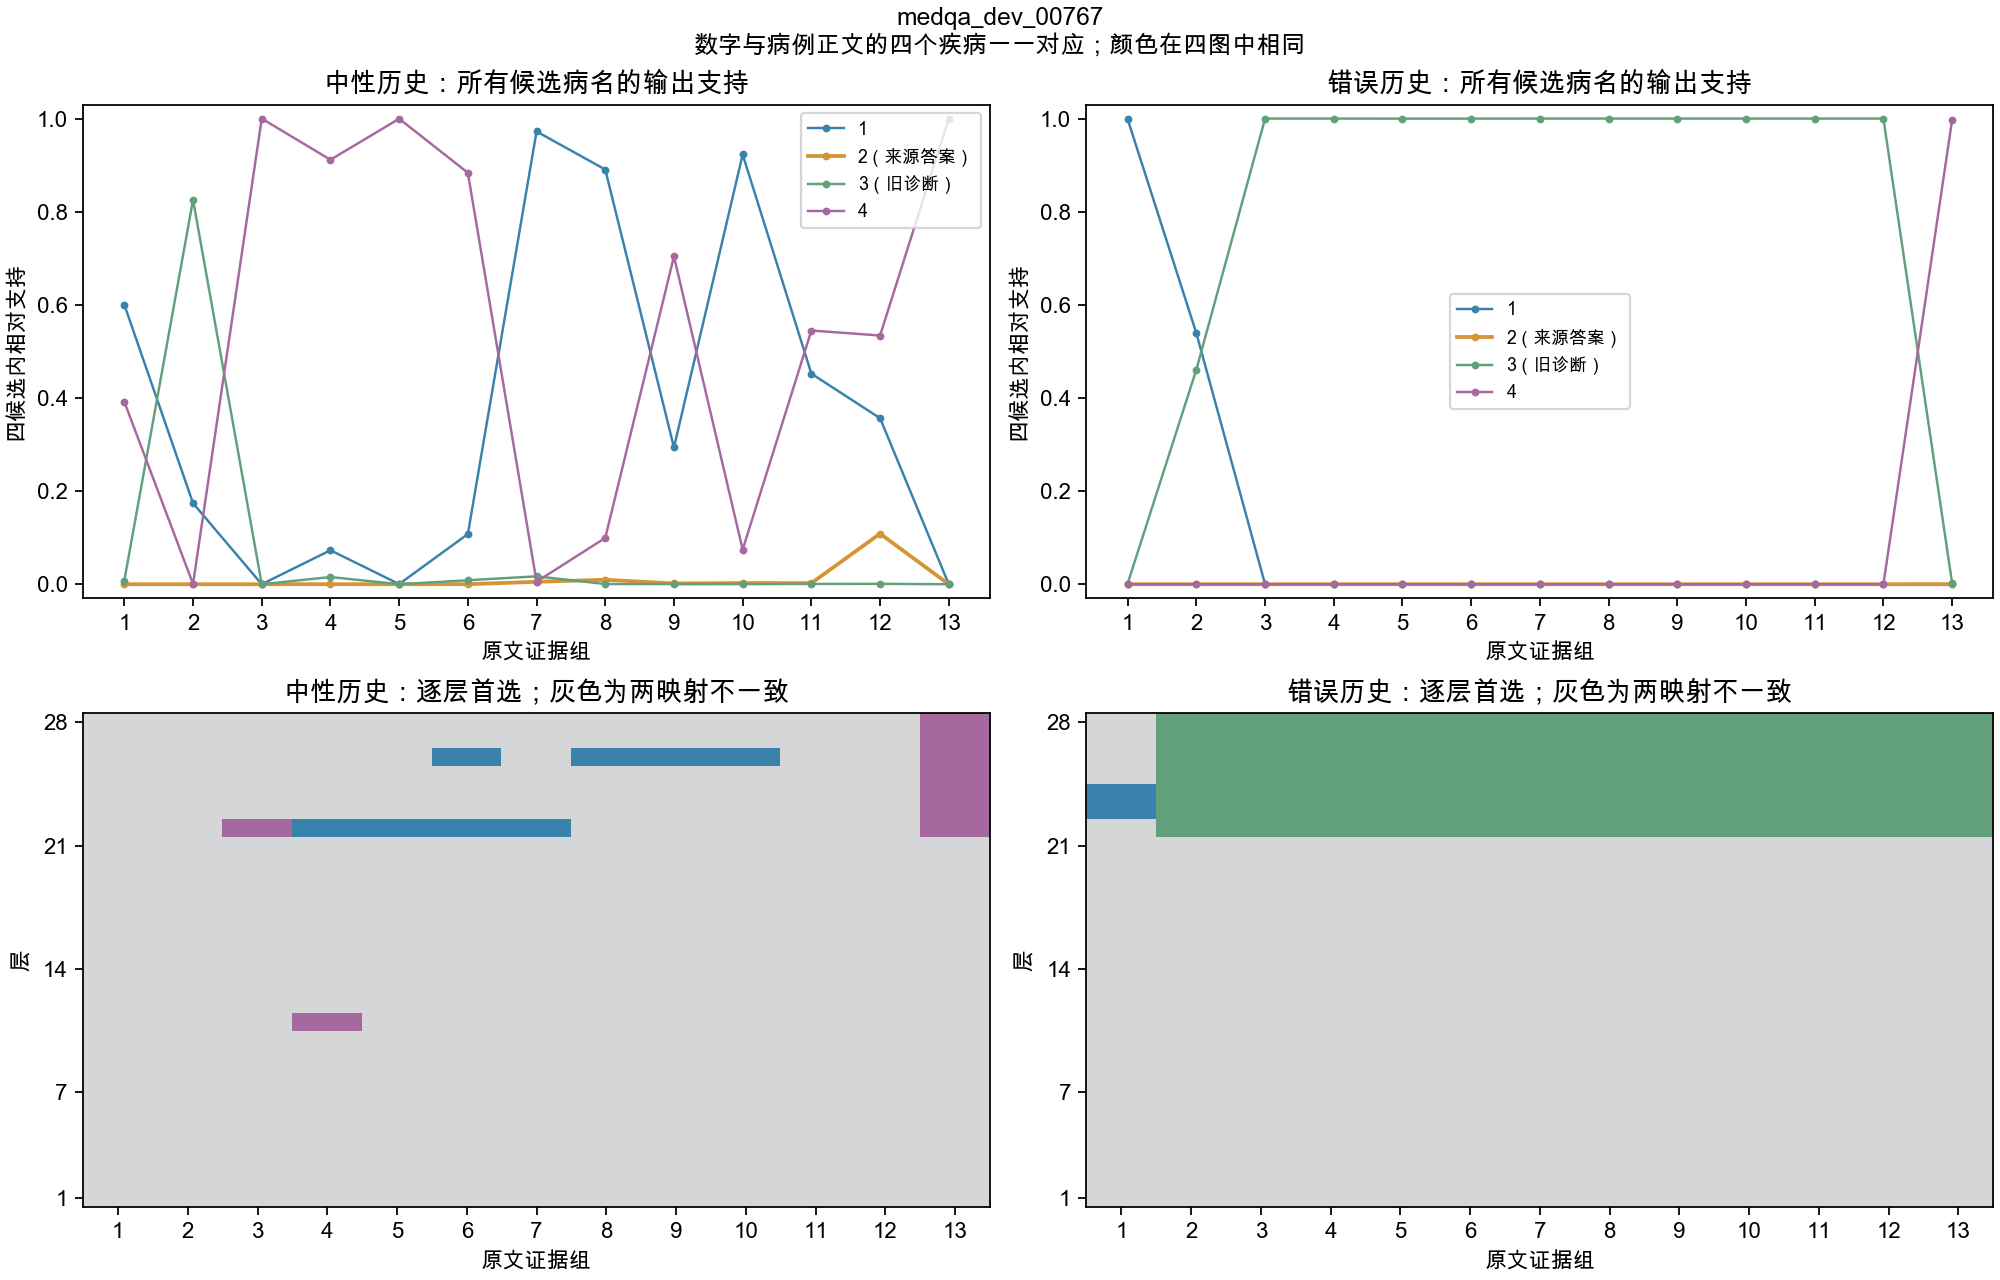 medqa_dev_00767
数字与病例正文的四个疾病一一对应；颜色在四图中相同
中性历史：所有候选病名的输出支持
四候选内相对支持
1.0
0.8
0.6
0.4
0.2
0.0
1
2（来源答案）
3（旧诊断）
4
1 2 3 4 5 6 7 8 9 10 11 12 13
原文证据组
错误历史：所有候选病名的输出支持
四候选内相对支持
1.0
0.8
0.6
0.4
0.2
0.0
1
2（来源答案）
3（旧诊断）
4
1 2 3 4 5 6 7 8 9 10 11 12 13
原文证据组
中性历史：逐层首选；灰色为两映射不一致
层
28
21
14
7
1
1 2 3 4 5 6 7 8 9 10 11 12 13
原文证据组
错误历史：逐层首选；灰色为两映射不一致
层
28
21
14
7
1
1 2 3 4 5 6 7 8 9 10 11 12 13
原文证据组